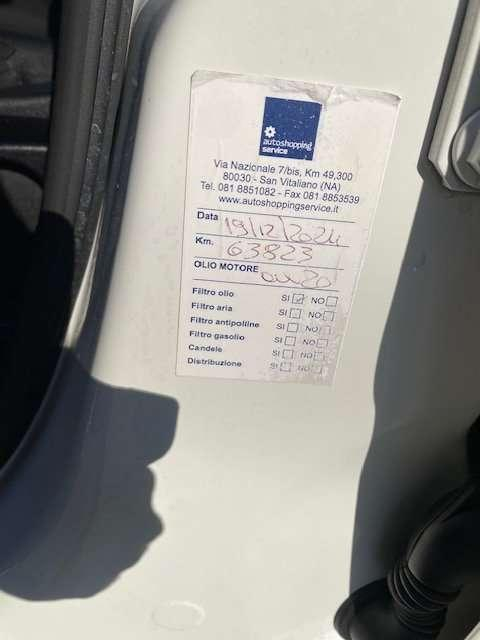 autoshopping
service
Via Nazionale 7/bis, Km 49,300
80030 - San Vitaliano (NA)
Tel. 081 8851082 - Fax 081 8853539
www.autoshoppingservice.it
Data 19/12/2024
Km. 63823
OLIO MOTORE 0W20
Filtro olio SI NO
Filtro aria SI NO
Filtro antipolline SI NO
Filtro gasolio SI NO
Candele SI NO
Distribuzione SI NO